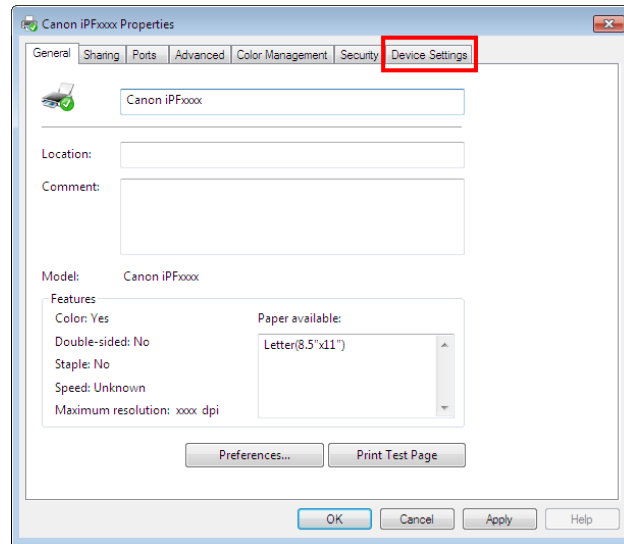 Canon iPFxxxx Properties
General Sharing Ports Advanced Color Management Security Device Settings
Canon iPFxxxx
Location:
Comment:
Model: Canon iPFxxxx
Features
Color: Yes
Double-sided: No
Staple: No
Speed: Unknown
Maximum resolution: xxxx dpi
Paper available:
Letter(8.5"x11")
Preferences... Print Test Page
OK Cancel Apply Help